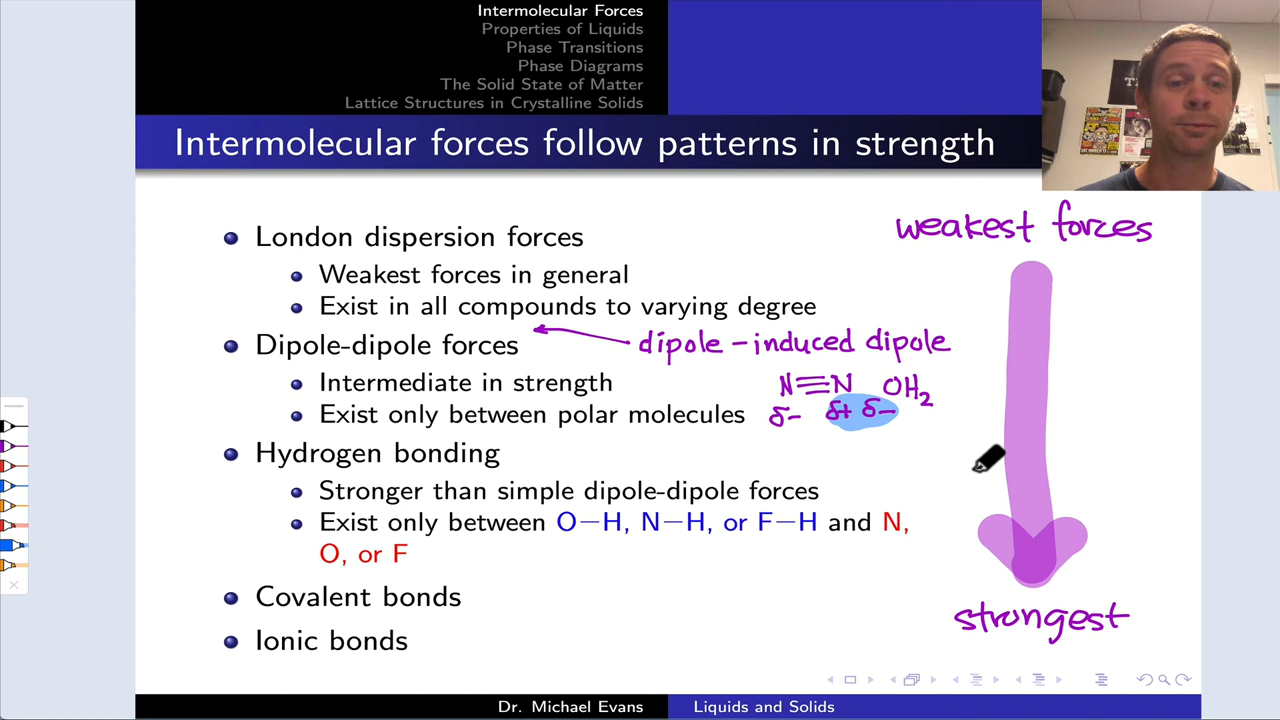 Intermolecular Forces
Properties of Liquids
Phase Transitions
Phase Diagrams
The Solid State of Matter
Lattice Structures in Crystalline Solids
Intermolecular forces follow patterns in strength
weakest forces
London dispersion forces
Weakest forces in general
Exist in all compounds to varying degree
Dipole-dipole forces
dipole-induced dipole
Intermediate in strength
N≡N OH₂
Exist only between polar molecules
δ- δ+ δ-
Hydrogen bonding
Stronger than simple dipole-dipole forces
Exist only between O−H, N−H, or F−H and N,
O, or F
Covalent bonds
strongest
Ionic bonds
Dr. Michael Evans
Liquids and Solids